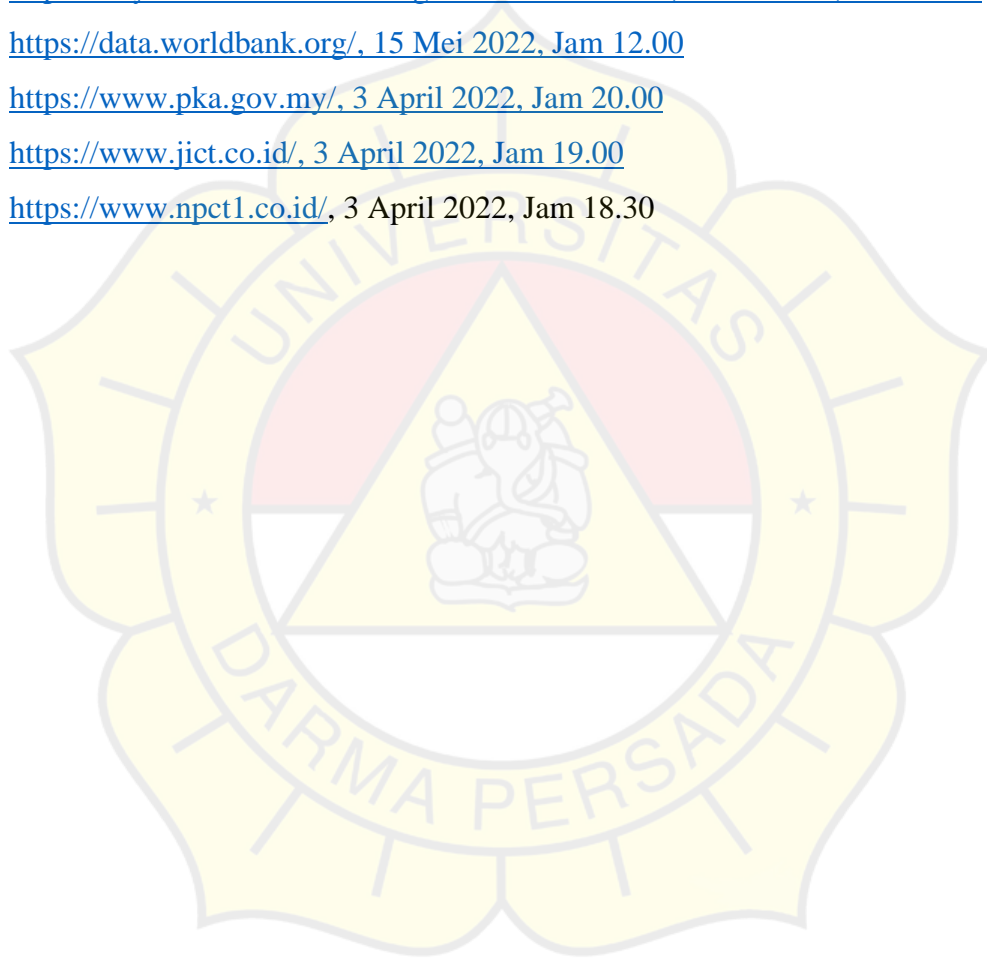 https://data.worldbank.org/, 15 Mei 2022, Jam 12.00
https://www.pka.gov.my/, 3 April 2022, Jam 20.00
https://www.jict.co.id/, 3 April 2022, Jam 19.00
https://www.npct1.co.id/, 3 April 2022, Jam 18.30
UNIVERSITAS
DARMA PERSADA